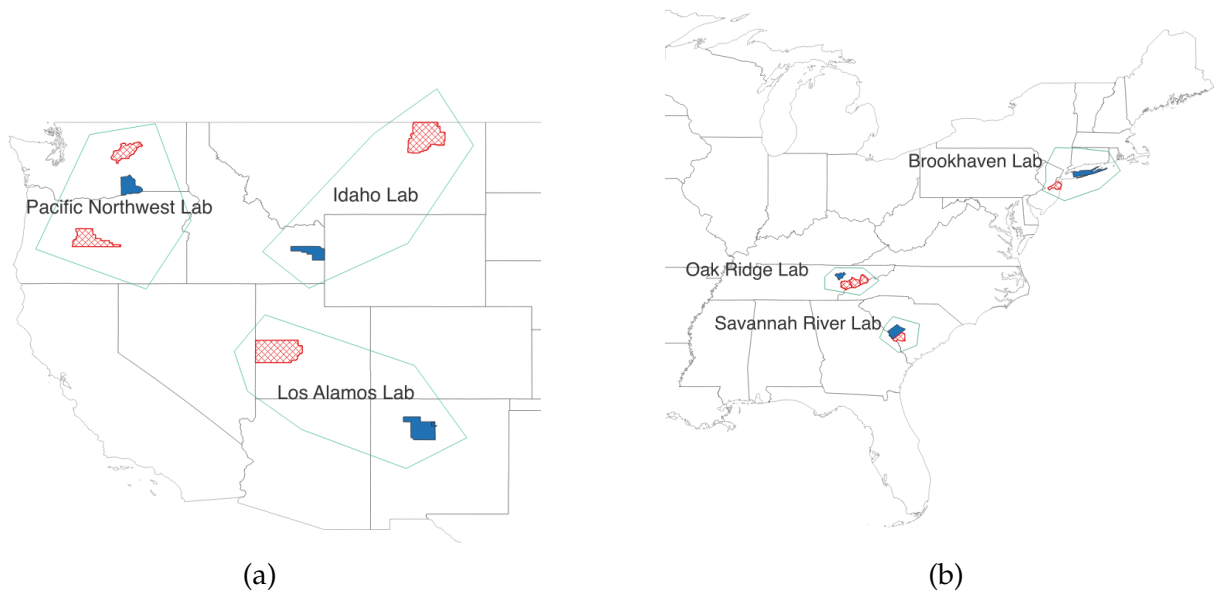 Pacific Northwest Lab
Idaho Lab
Los Alamos Lab
(a)
Brookhaven Lab
Oak Ridge Lab
Savannah River Lab
(b)